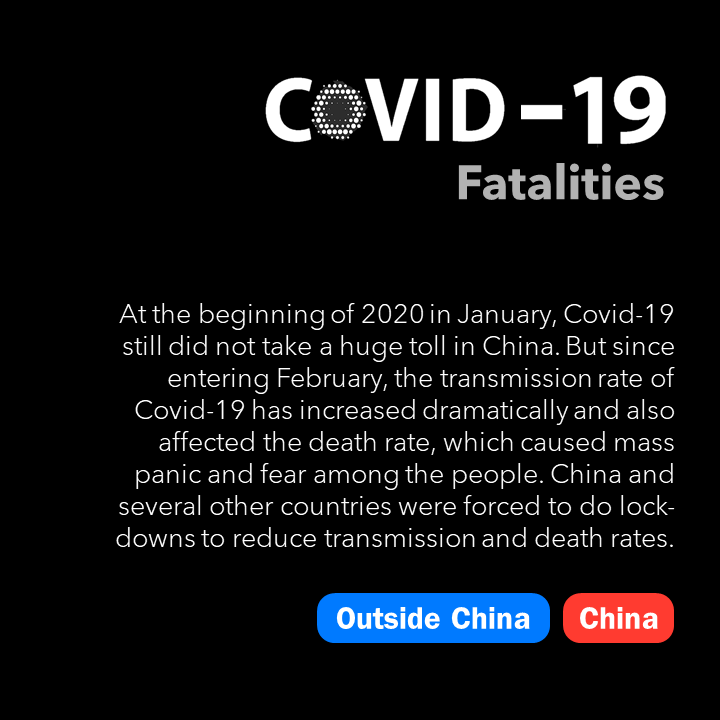 COVID-19
Fatalities
At the beginning of 2020 in January, Covid-19
still did not take a huge toll in China. But since
entering February, the transmission rate of
Covid-19 has increased dramatically and also
affected the death rate, which caused mass
panic and fear among the people. China and
several other countries were forced to do lock-
downs to reduce transmission and death rates.
Outside China China